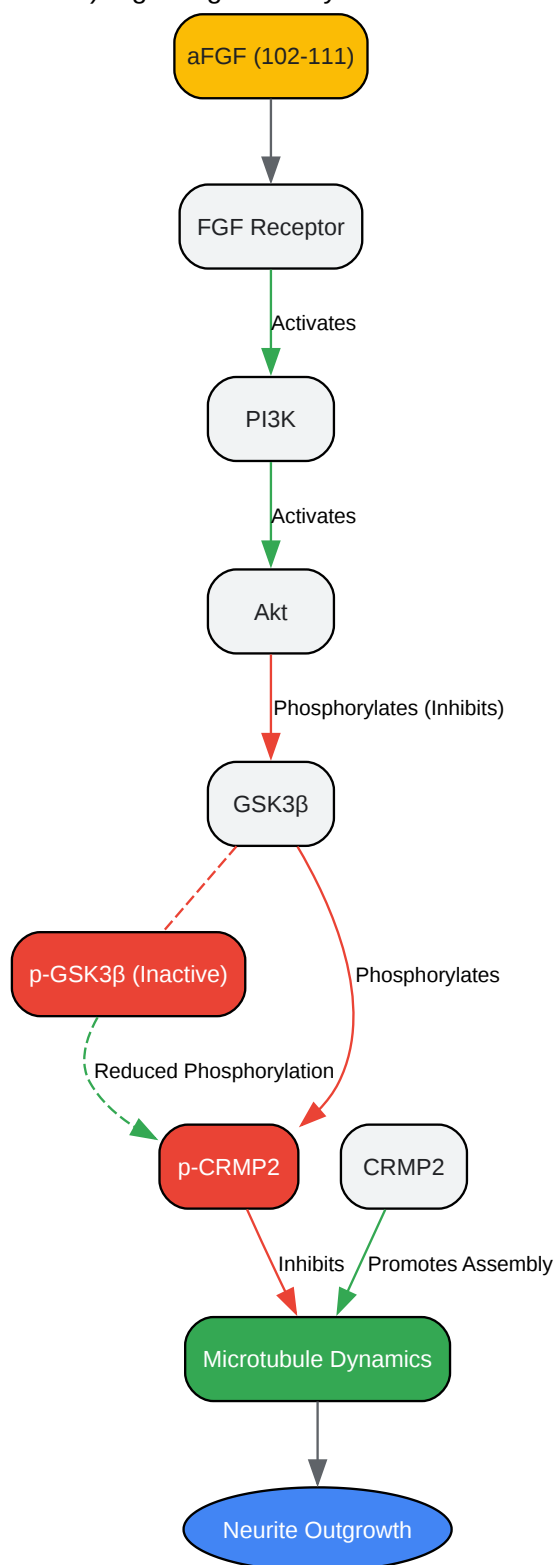 aFGF (102-111)
FGF Receptor
Activates
PI3K
Activates
Akt
Phosphorylates (Inhibits)
GSK3β
p-GSK3β (Inactive)
Phosphorylates
Reduced Phosphorylation
p-CRMP2
CRMP2
Inhibits
Promotes Assembly
Microtubule Dynamics
Neurite Outgrowth